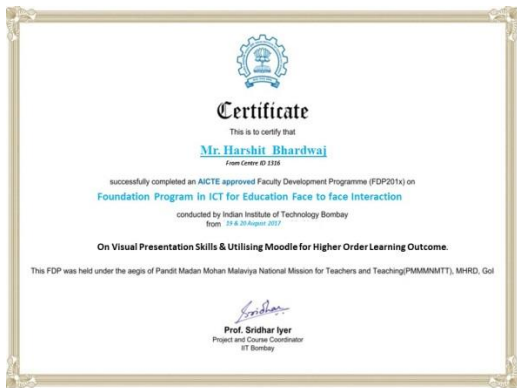 Certificate
This is to certify that
Mr. Harshit Bhardwaj
From Centre ID 1316
successfully completed an AICTE approved Faculty Development Programme (FDP201x) on
Foundation Program in ICT for Education Face to face Interaction
conducted by Indian Institute of Technology Bombay
from 19 & 20 August 2017
On Visual Presentation Skills & Utilising Moodle for Higher Order Learning Outcome.
This FDP was held under the aegis of Pandit Madan Mohan Malaviya National Mission for Teachers and Teaching(PMMMNMTT), MHRD, GoI
Sridhar
Prof. Sridhar Iyer
Project and Course Coordinator
IIT Bombay